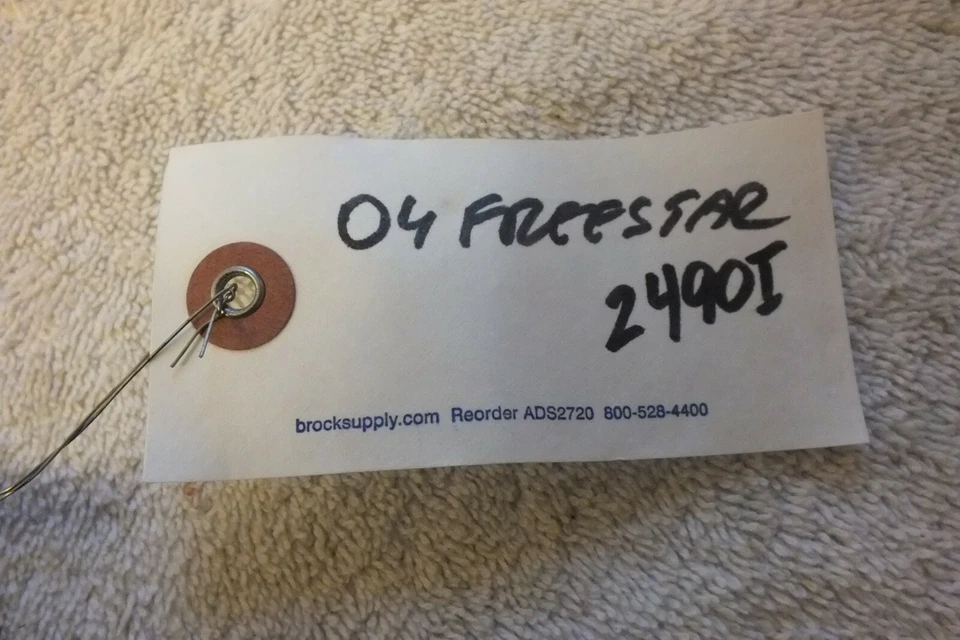 04 FREESTAR
2490I
brocksupply.com Reorder ADS2720 800-528-4400